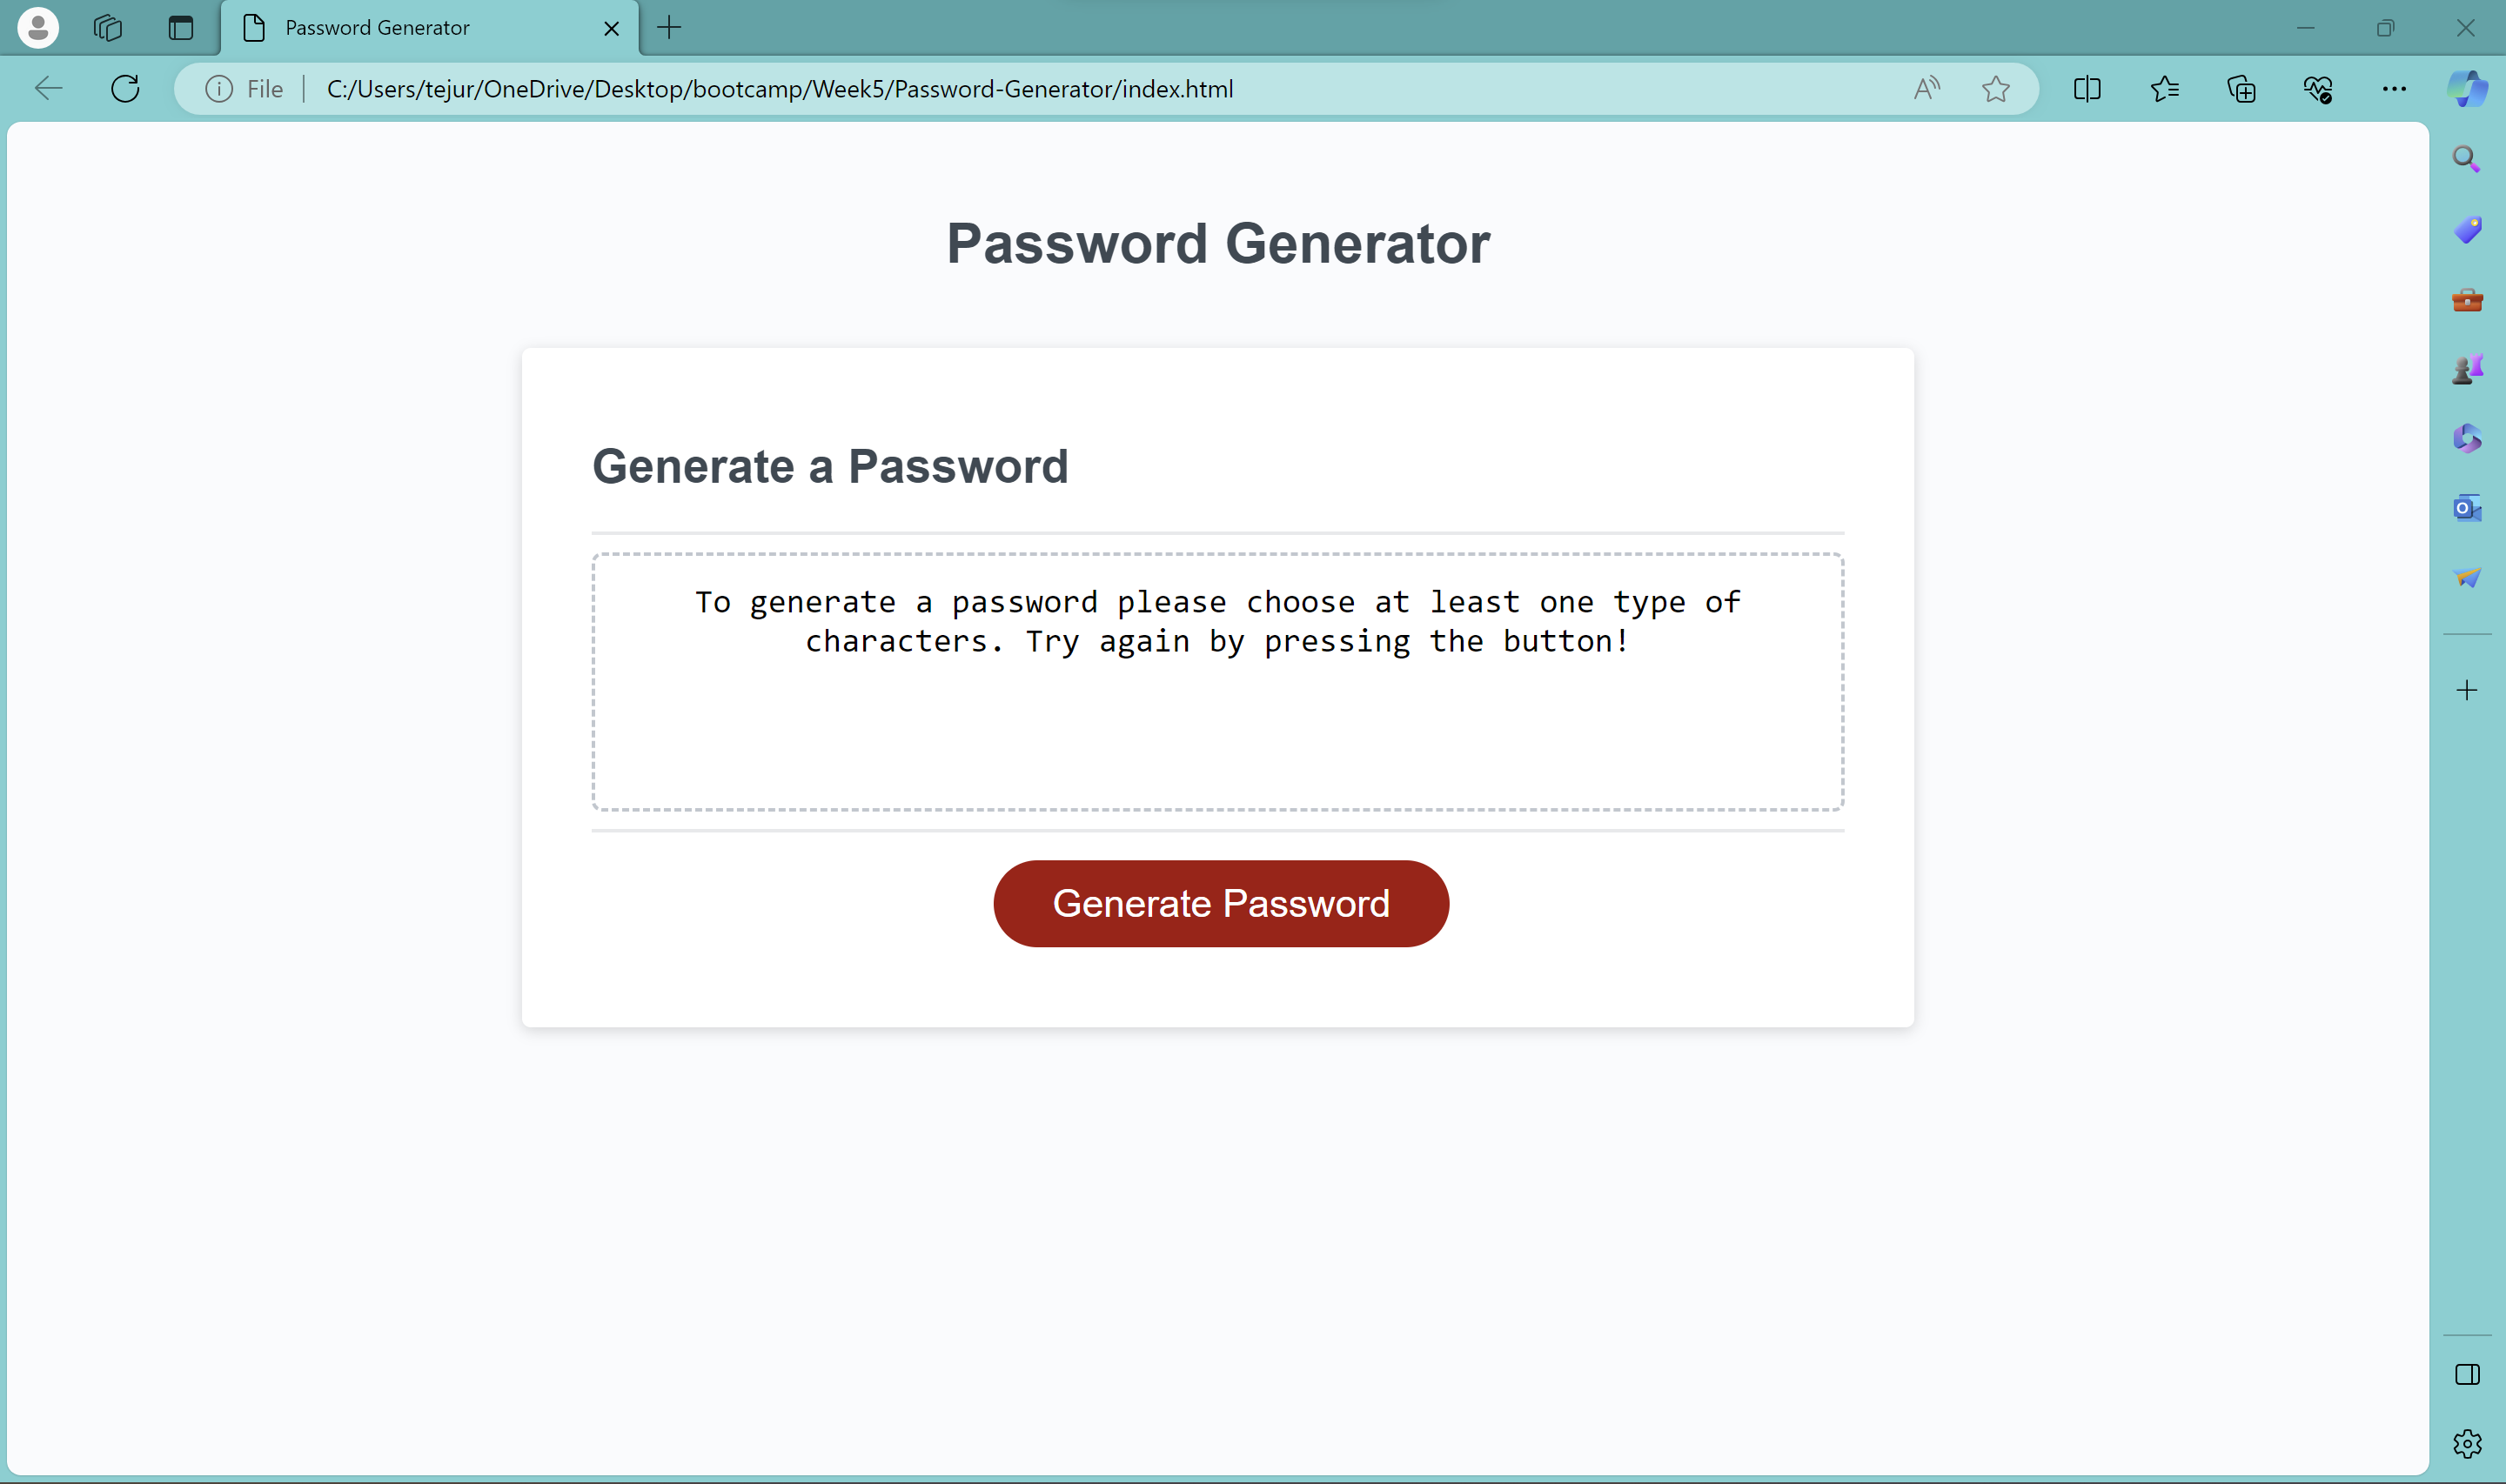 Password Generator
File
C:/Users/tejur/OneDrive/Desktop/bootcamp/Week5/Password-Generator/index.html
Password Generator
Generate a Password
To generate a password please choose at least one type of
characters. Try again by pressing the button!
Generate Password